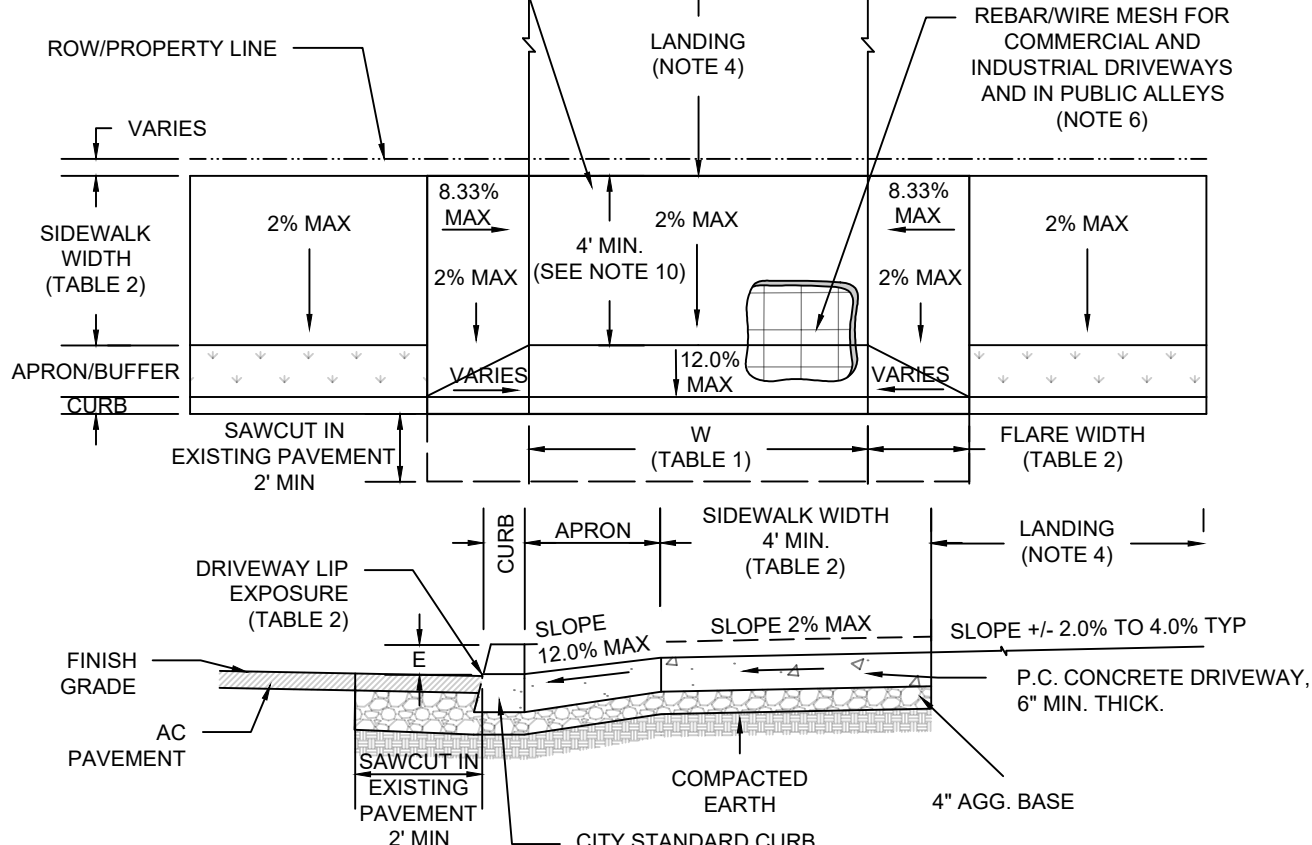 ROW/PROPERTY LINE
LANDING
(NOTE 4)
REBAR/WIRE MESH FOR
COMMERCIAL AND
INDUSTRIAL DRIVEWAYS
AND IN PUBLIC ALLEYS
(NOTE 6)
VARIES
SIDEWALK
WIDTH
(TABLE 2)
2% MAX
8.33%
MAX
2% MAX
4' MIN.
(SEE NOTE 10)
2% MAX
8.33%
MAX
2% MAX
2% MAX
APRON/BUFFER
VARIES
12.0%
MAX
VARIES
CURB
SAWCUT IN
EXISTING PAVEMENT
2' MIN
W
(TABLE 1)
FLARE WIDTH
(TABLE 2)
CURB
APRON
SIDEWALK WIDTH
4' MIN.
(TABLE 2)
LANDING
(NOTE 4)
DRIVEWAY LIP
EXPOSURE
(TABLE 2)
E
SLOPE
12.0% MAX
SLOPE 2% MAX
SLOPE +/- 2.0% TO 4.0% TYP
FINISH
GRADE
AC
PAVEMENT
P.C. CONCRETE DRIVEWAY,
6" MIN. THICK.
SAWCUT IN
EXISTING
PAVEMENT
2' MIN
COMPACTED
EARTH
4" AGG. BASE
CITY STANDARD CURB